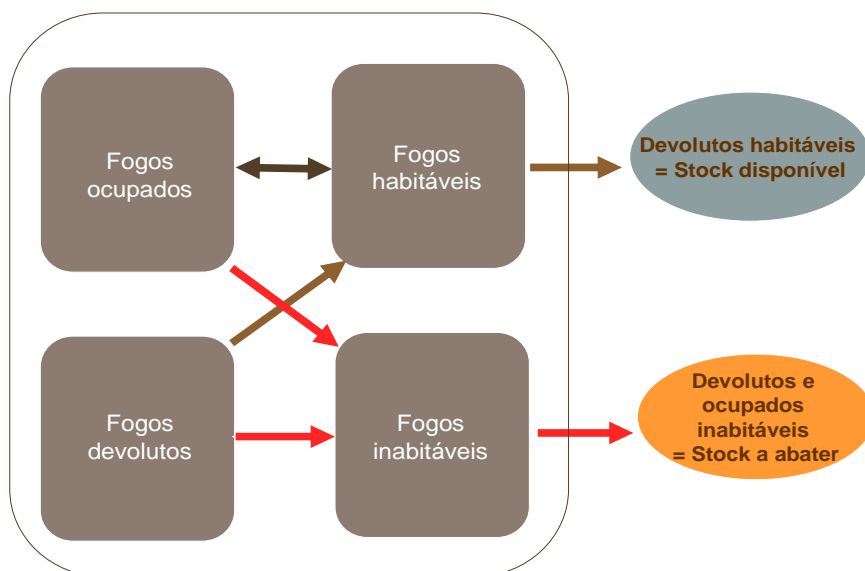 Fogos
ocupados
Fogos
habitáveis
Devolutos habitáveis
= Stock disponível
Fogos
devolutos
Fogos
inabitáveis
Devolutos e
ocupados
inabitáveis
= Stock a abater